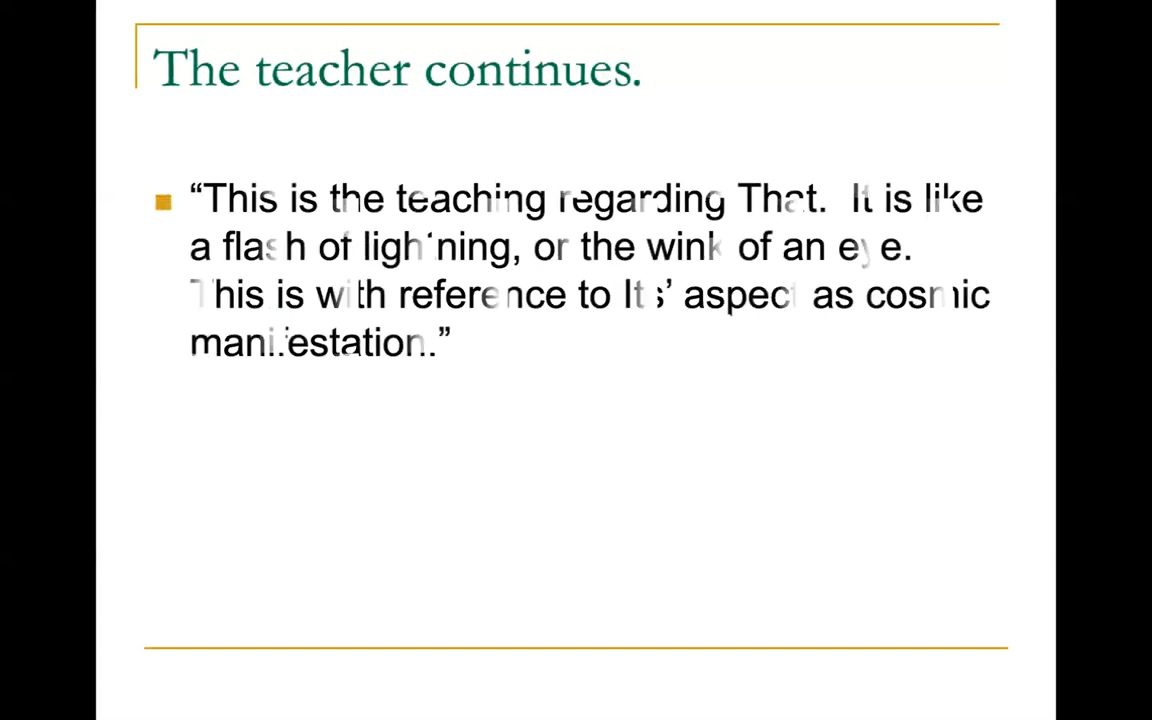 The teacher continues.
“This is the teaching regarding That.  It is like
a flash of lightning, or the wink of an eye.
This is with reference to Its’ aspect as cosmic
manifestation.”